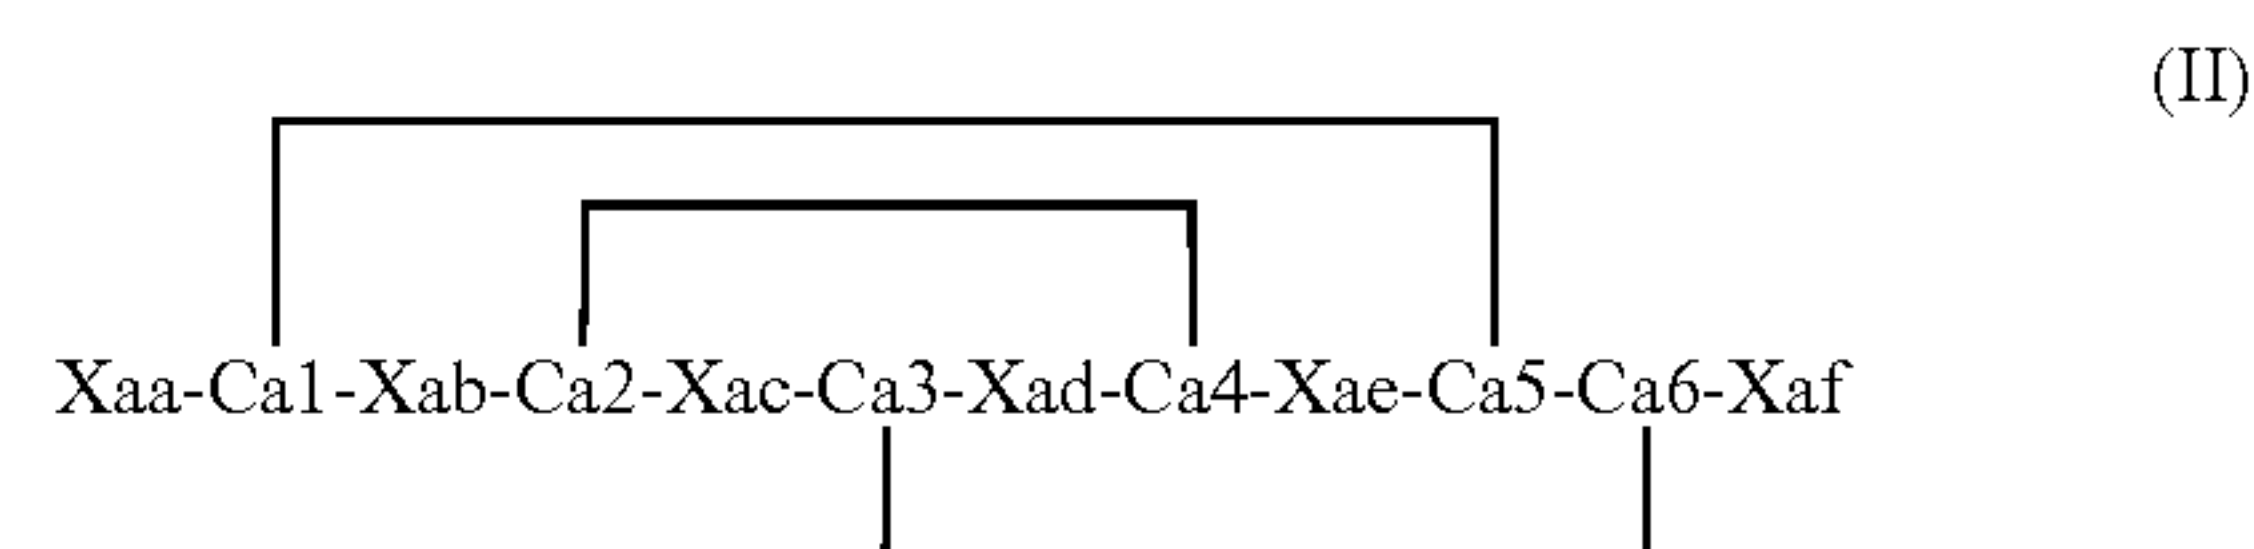 (II)
Xaa-Ca1-Xab-Ca2-Xac-Ca3-Xad-Ca4-Xae-Ca5-Ca6-Xaf